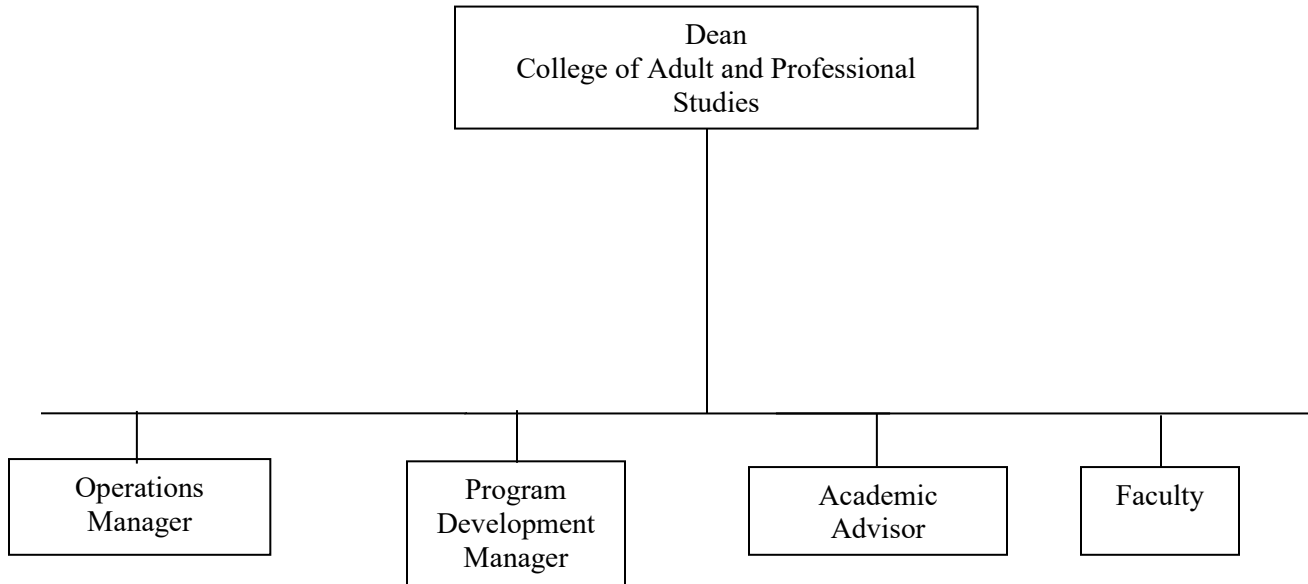 Dean
College of Adult and Professional
Studies
Operations
Manager
Program
Development
Manager
Academic
Advisor
Faculty